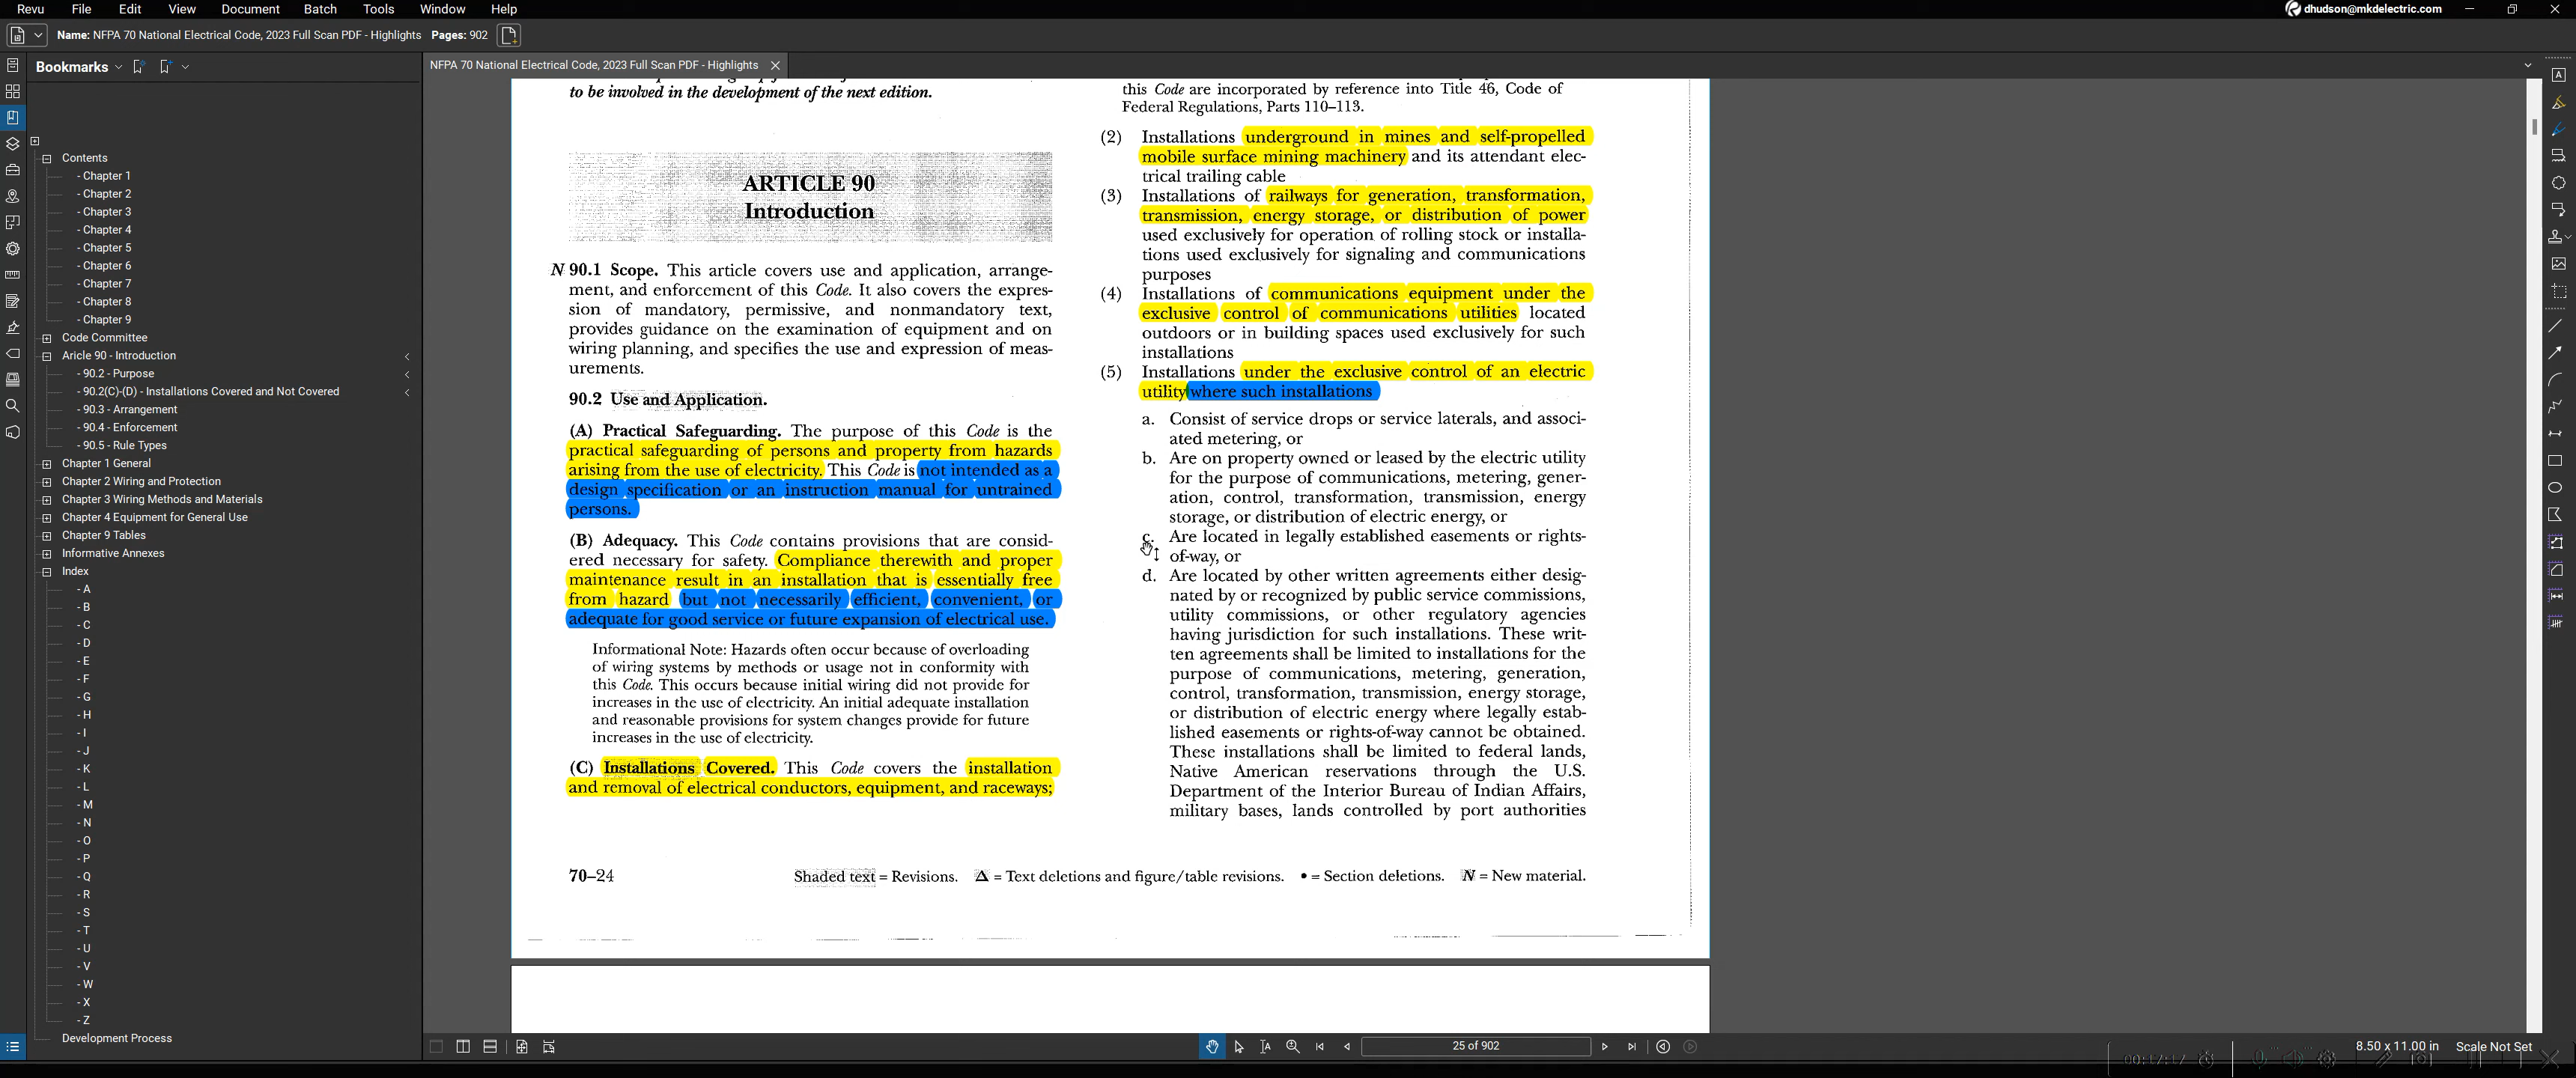 Revu File Edit View Document Batch Tools Window Help
dhudson@mkdelectric.com
Name: NFPA 70 National Electrical Code, 2023 Full Scan PDF - Highlights Pages: 902
Bookmarks
NFPA 70 National Electrical Code, 2023 Full Scan PDF - Highlights
Contents
- Chapter 1
- Chapter 2
- Chapter 3
- Chapter 4
- Chapter 5
- Chapter 6
- Chapter 7
- Chapter 8
- Chapter 9
Code Committee
Aricle 90 - Introduction
- 90.2 - Purpose
- 90.2(C)-(D) - Installations Covered and Not Covered
- 90.3 - Arrangement
- 90.4 - Enforcement
- 90.5 - Rule Types
Chapter 1 General
Chapter 2 Wiring and Protection
Chapter 3 Wiring Methods and Materials
Chapter 4 Equipment for General Use
Chapter 9 Tables
Informative Annexes
Index
- A
- B
- C
- D
- E
- F
- G
- H
- I
- J
- K
- L
- M
- N
- O
- P
- Q
- R
- S
- T
- U
- V
- W
- X
- Z
Development Process
to be involved in the development of the next edition.
ARTICLE 90
Introduction
N 90.1 Scope. This article covers use and application, arrange-
ment, and enforcement of this Code. It also covers the expres-
sion of mandatory, permissive, and nonmandatory text,
provides guidance on the examination of equipment and on
wiring planning, and specifies the use and expression of meas-
urements.
90.2 Use and Application.
(A) Practical Safeguarding. The purpose of this Code is the
practical safeguarding of persons and property from hazards
arising from the use of electricity. This Code is not intended as a
design specification or an instruction manual for untrained
persons.
(B) Adequacy. This Code contains provisions that are consid-
ered necessary for safety. Compliance therewith and proper
maintenance result in an installation that is essentially free
from hazard but not necessarily efficient, convenient, or
adequate for good service or future expansion of electrical use.
Informational Note: Hazards often occur because of overloading
of wiring systems by methods or usage not in conformity with
this Code. This occurs because initial wiring did not provide for
increases in the use of electricity. An initial adequate installation
and reasonable provisions for system changes provide for future
increases in the use of electricity.
(C) Installations Covered. This Code covers the installation
and removal of electrical conductors, equipment, and raceways;
this Code are incorporated by reference into Title 46, Code of
Federal Regulations, Parts 110–113.
(2) Installations underground in mines and self-propelled
mobile surface mining machinery and its attendant elec-
trical trailing cable
(3) Installations of railways for generation, transformation,
transmission, energy storage, or distribution of power
used exclusively for operation of rolling stock or installa-
tions used exclusively for signaling and communications
purposes
(4) Installations of communications equipment under the
exclusive control of communications utilities located
outdoors or in building spaces used exclusively for such
installations
(5) Installations under the exclusive control of an electric
utility where such installations
a. Consist of service drops or service laterals, and associ-
ated metering, or
b. Are on property owned or leased by the electric utility
for the purpose of communications, metering, gener-
ation, control, transformation, transmission, energy
storage, or distribution of electric energy, or
c. Are located in legally established easements or rights-
of-way, or
d. Are located by other written agreements either desig-
nated by or recognized by public service commissions,
utility commissions, or other regulatory agencies
having jurisdiction for such installations. These writ-
ten agreements shall be limited to installations for the
purpose of communications, metering, generation,
control, transformation, transmission, energy storage,
or distribution of electric energy where legally estab-
lished easements or rights-of-way cannot be obtained.
These installations shall be limited to federal lands,
Native American reservations through the U.S.
Department of the Interior Bureau of Indian Affairs,
military bases, lands controlled by port authorities
70–24
Shaded text = Revisions. Δ = Text deletions and figure/table revisions. • = Section deletions. N = New material.
25 of 902
8.50 x 11.00 in Scale Not Set